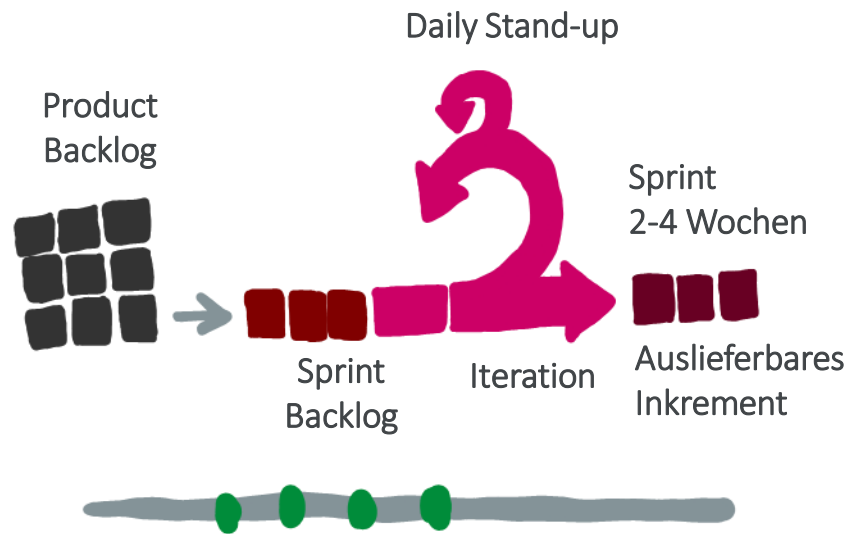 Daily Stand-up
Product
Backlog
Sprint
2-4 Wochen
Sprint
Backlog
Iteration
Auslieferbares
Inkrement